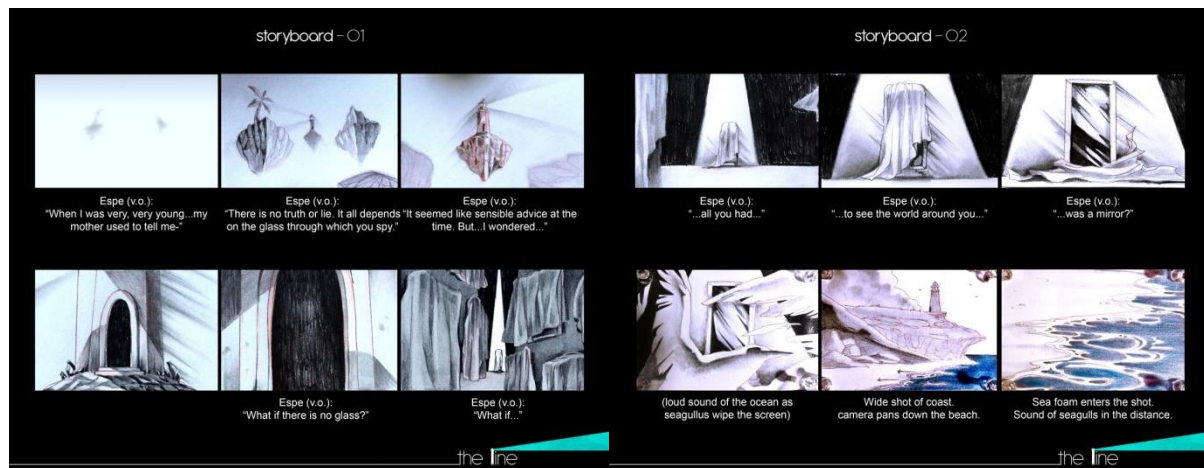 storyboard - 01
Espe (v.o.):
“When I was very, very young...my
mother used to tell me-”
Espe (v.o.):
“There is no truth or lie. It all depends
on the glass through which you spy.”
Espe (v.o.):
“It seemed like sensible advice at the
time. But...I wondered...”
Espe (v.o.):
“What if there is no glass?”
Espe (v.o.):
“What if...”
the line
storyboard - 02
Espe (v.o.):
“...all you had...”
Espe (v.o.):
“...to see the world around you...”
Espe (v.o.):
“...was a mirror?”
(loud sound of the ocean as
seagullus wipe the screen)
Wide shot of coast.
camera pans down the beach.
Sea foam enters the shot.
Sound of seagulls in the distance.
the line